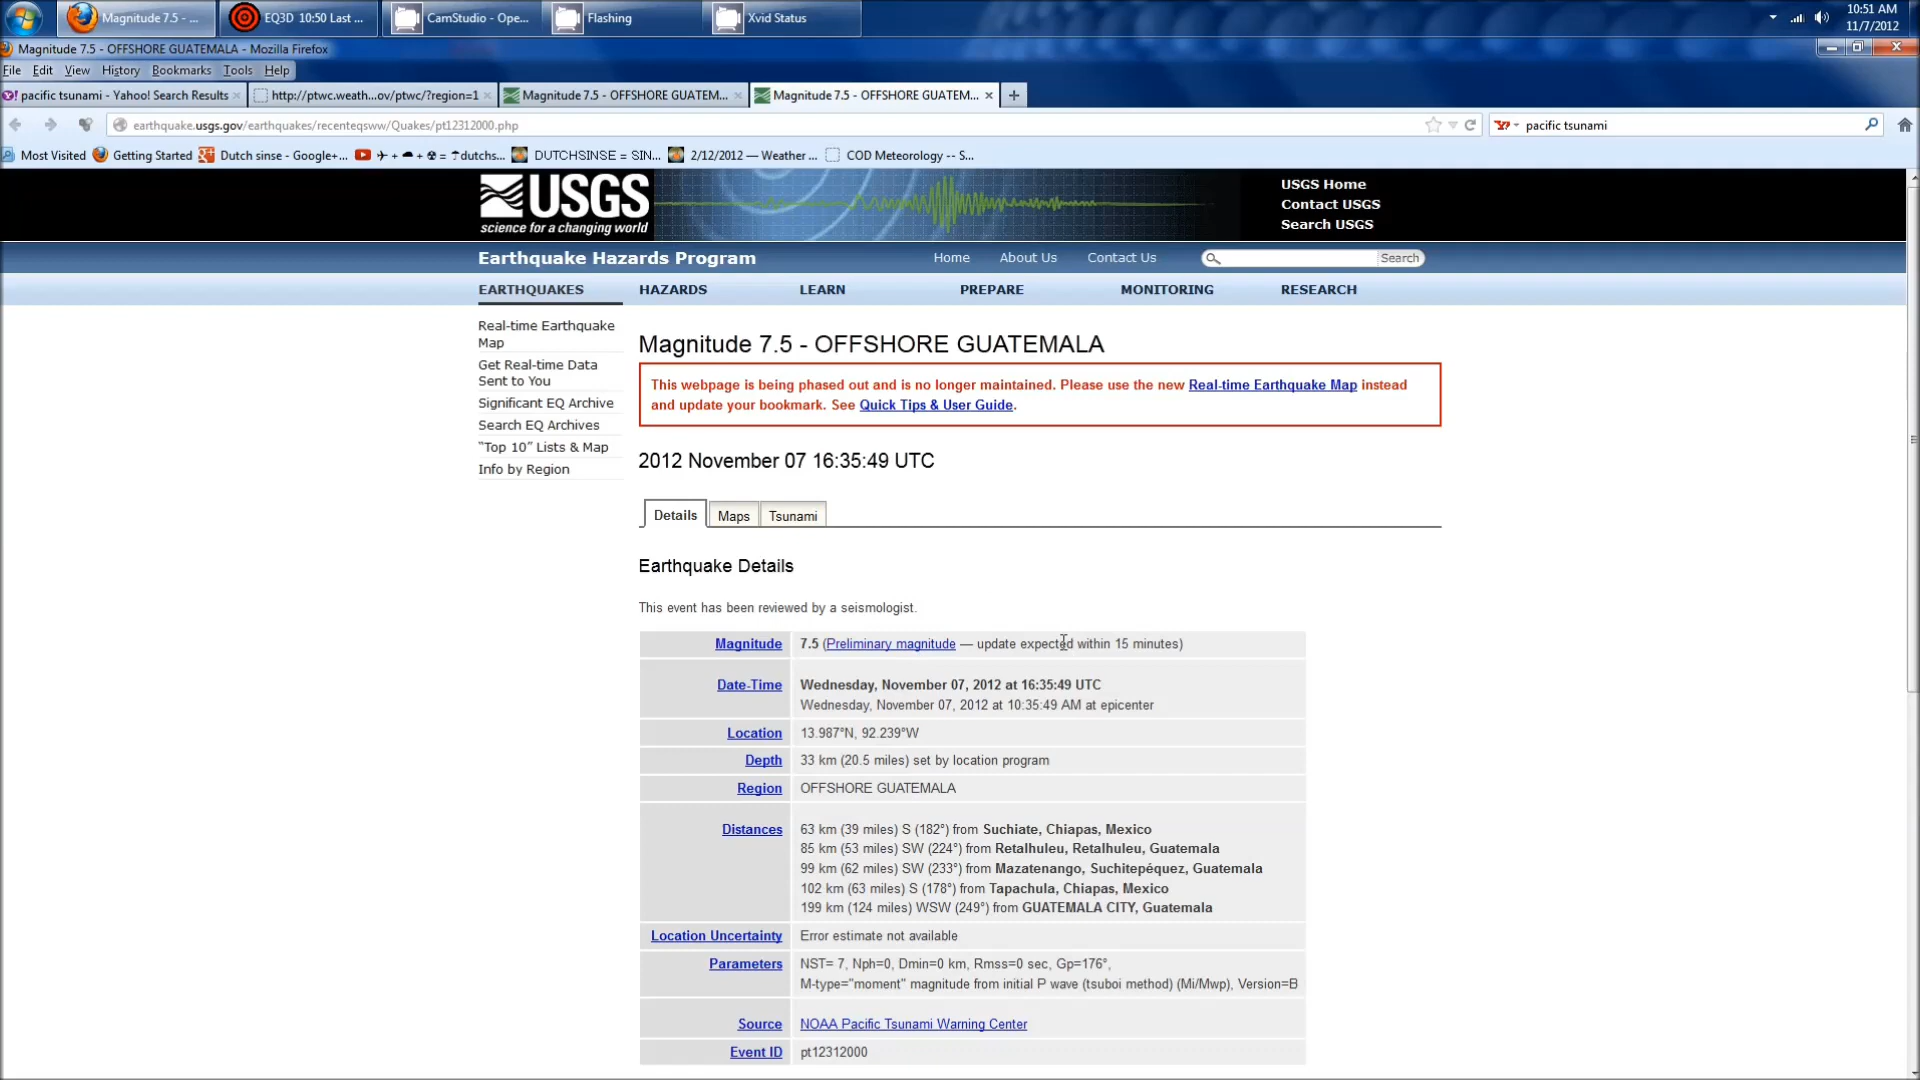 Magnitude 7.5 - ...
EQ3D 10:50 Last ...
CamStudio - Ope...
Flashing
Xvid Status
10:51 AM
11/7/2012
Magnitude 7.5 - OFFSHORE GUATEMALA - Mozilla Firefox
File Edit View History Bookmarks Tools Help
pacific tsunami - Yahoo! Search Results
http://ptwc.weath...ov/ptwc/?region=1
Magnitude 7.5 - OFFSHORE GUATEM...
Magnitude 7.5 - OFFSHORE GUATEM...
earthquake.usgs.gov/earthquakes/recenteqsww/Quakes/pt12312000.php
pacific tsunami
Most Visited
Getting Started
Dutch sinse - Google+...
✈ + ☁ + ☢ = ☂dutchs...
DUTCHSINSE = SIN...
2/12/2012 — Weather ...
COD Meteorology -- S...
USGS
science for a changing world
USGS Home
Contact USGS
Search USGS
Earthquake Hazards Program
Home About Us Contact Us
Search
EARTHQUAKES HAZARDS LEARN PREPARE MONITORING RESEARCH
Real-time Earthquake
Map
Get Real-time Data
Sent to You
Significant EQ Archive
Search EQ Archives
"Top 10" Lists & Map
Info by Region
Magnitude 7.5 - OFFSHORE GUATEMALA
This webpage is being phased out and is no longer maintained. Please use the new Real-time Earthquake Map instead
and update your bookmark. See Quick Tips & User Guide.
2012 November 07 16:35:49 UTC
Details Maps Tsunami
Earthquake Details
This event has been reviewed by a seismologist.
Magnitude 7.5 (Preliminary magnitude — update expected within 15 minutes)
Date-Time Wednesday, November 07, 2012 at 16:35:49 UTC
Wednesday, November 07, 2012 at 10:35:49 AM at epicenter
Location 13.987°N, 92.239°W
Depth 33 km (20.5 miles) set by location program
Region OFFSHORE GUATEMALA
Distances 63 km (39 miles) S (182°) from Suchiate, Chiapas, Mexico
85 km (53 miles) SW (224°) from Retalhuleu, Retalhuleu, Guatemala
99 km (62 miles) SW (233°) from Mazatenango, Suchitepéquez, Guatemala
102 km (63 miles) S (178°) from Tapachula, Chiapas, Mexico
199 km (124 miles) WSW (249°) from GUATEMALA CITY, Guatemala
Location Uncertainty Error estimate not available
Parameters NST= 7, Nph=0, Dmin=0 km, Rmss=0 sec, Gp=176°,
M-type="moment" magnitude from initial P wave (tsuboi method) (Mi/Mwp), Version=B
Source NOAA Pacific Tsunami Warning Center
Event ID pt12312000